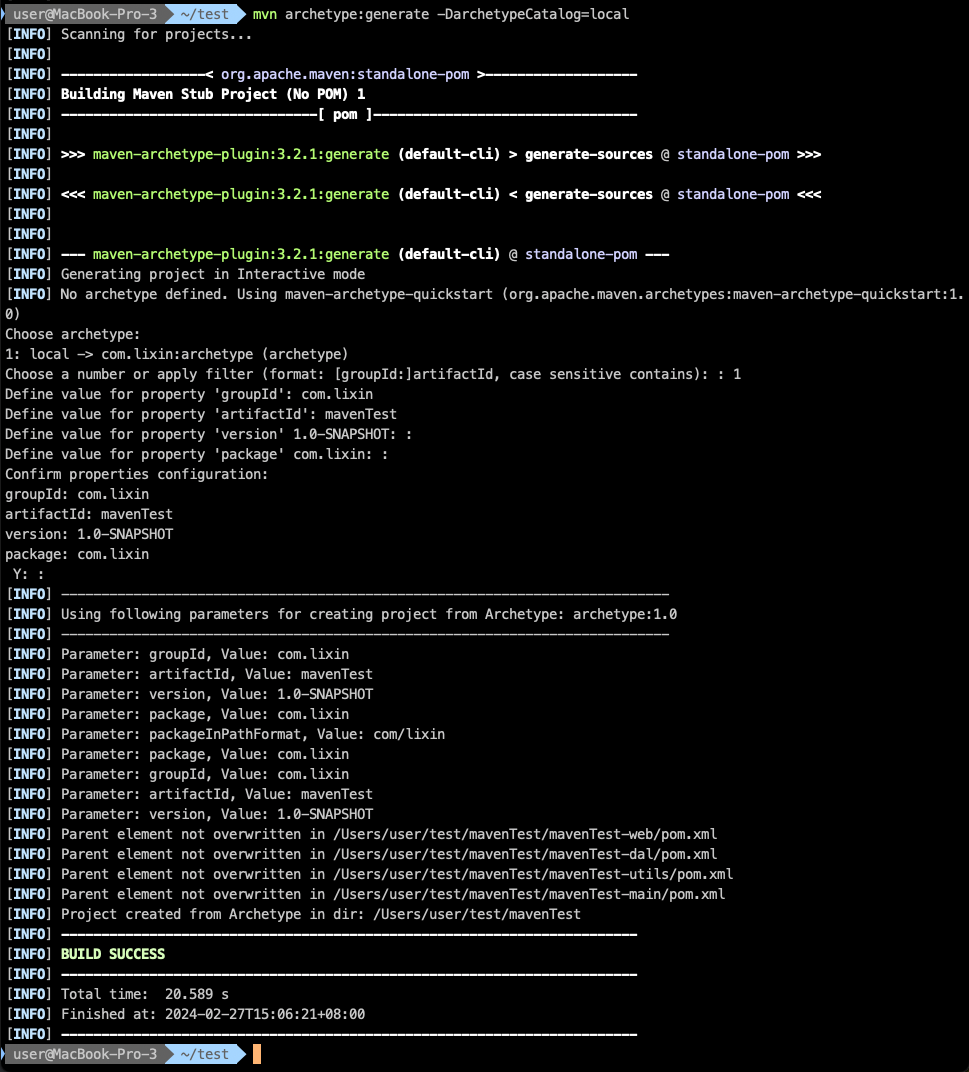 user@MacBook-Pro-3 ~/test mvn archetype:generate -DarchetypeCatalog=local
[INFO] Scanning for projects...
[INFO]
[INFO] ------------------< org.apache.maven:standalone-pom >-------------------
[INFO] Building Maven Stub Project (No POM) 1
[INFO] --------------------------------[ pom ]---------------------------------
[INFO]
[INFO] >>> maven-archetype-plugin:3.2.1:generate (default-cli) > generate-sources @ standalone-pom >>>
[INFO]
[INFO] <<< maven-archetype-plugin:3.2.1:generate (default-cli) < generate-sources @ standalone-pom <<<
[INFO]
[INFO]
[INFO] --- maven-archetype-plugin:3.2.1:generate (default-cli) @ standalone-pom ---
[INFO] Generating project in Interactive mode
[INFO] No archetype defined. Using maven-archetype-quickstart (org.apache.maven.archetypes:maven-archetype-quickstart:1.
0)
Choose archetype:
1: local -> com.lixin:archetype (archetype)
Choose a number or apply filter (format: [groupId:]artifactId, case sensitive contains): : 1
Define value for property 'groupId': com.lixin
Define value for property 'artifactId': mavenTest
Define value for property 'version' 1.0-SNAPSHOT: :
Define value for property 'package' com.lixin: :
Confirm properties configuration:
groupId: com.lixin
artifactId: mavenTest
version: 1.0-SNAPSHOT
package: com.lixin
 Y: :
[INFO] ----------------------------------------------------------------------------
[INFO] Using following parameters for creating project from Archetype: archetype:1.0
[INFO] ----------------------------------------------------------------------------
[INFO] Parameter: groupId, Value: com.lixin
[INFO] Parameter: artifactId, Value: mavenTest
[INFO] Parameter: version, Value: 1.0-SNAPSHOT
[INFO] Parameter: package, Value: com.lixin
[INFO] Parameter: packageInPathFormat, Value: com/lixin
[INFO] Parameter: package, Value: com.lixin
[INFO] Parameter: groupId, Value: com.lixin
[INFO] Parameter: artifactId, Value: mavenTest
[INFO] Parameter: version, Value: 1.0-SNAPSHOT
[INFO] Parent element not overwritten in /Users/user/test/mavenTest/mavenTest-web/pom.xml
[INFO] Parent element not overwritten in /Users/user/test/mavenTest/mavenTest-dal/pom.xml
[INFO] Parent element not overwritten in /Users/user/test/mavenTest/mavenTest-utils/pom.xml
[INFO] Parent element not overwritten in /Users/user/test/mavenTest/mavenTest-main/pom.xml
[INFO] Project created from Archetype in dir: /Users/user/test/mavenTest
[INFO] ------------------------------------------------------------------------
[INFO] BUILD SUCCESS
[INFO] ------------------------------------------------------------------------
[INFO] Total time:  20.589 s
[INFO] Finished at: 2024-02-27T15:06:21+08:00
[INFO] ------------------------------------------------------------------------
user@MacBook-Pro-3 ~/test